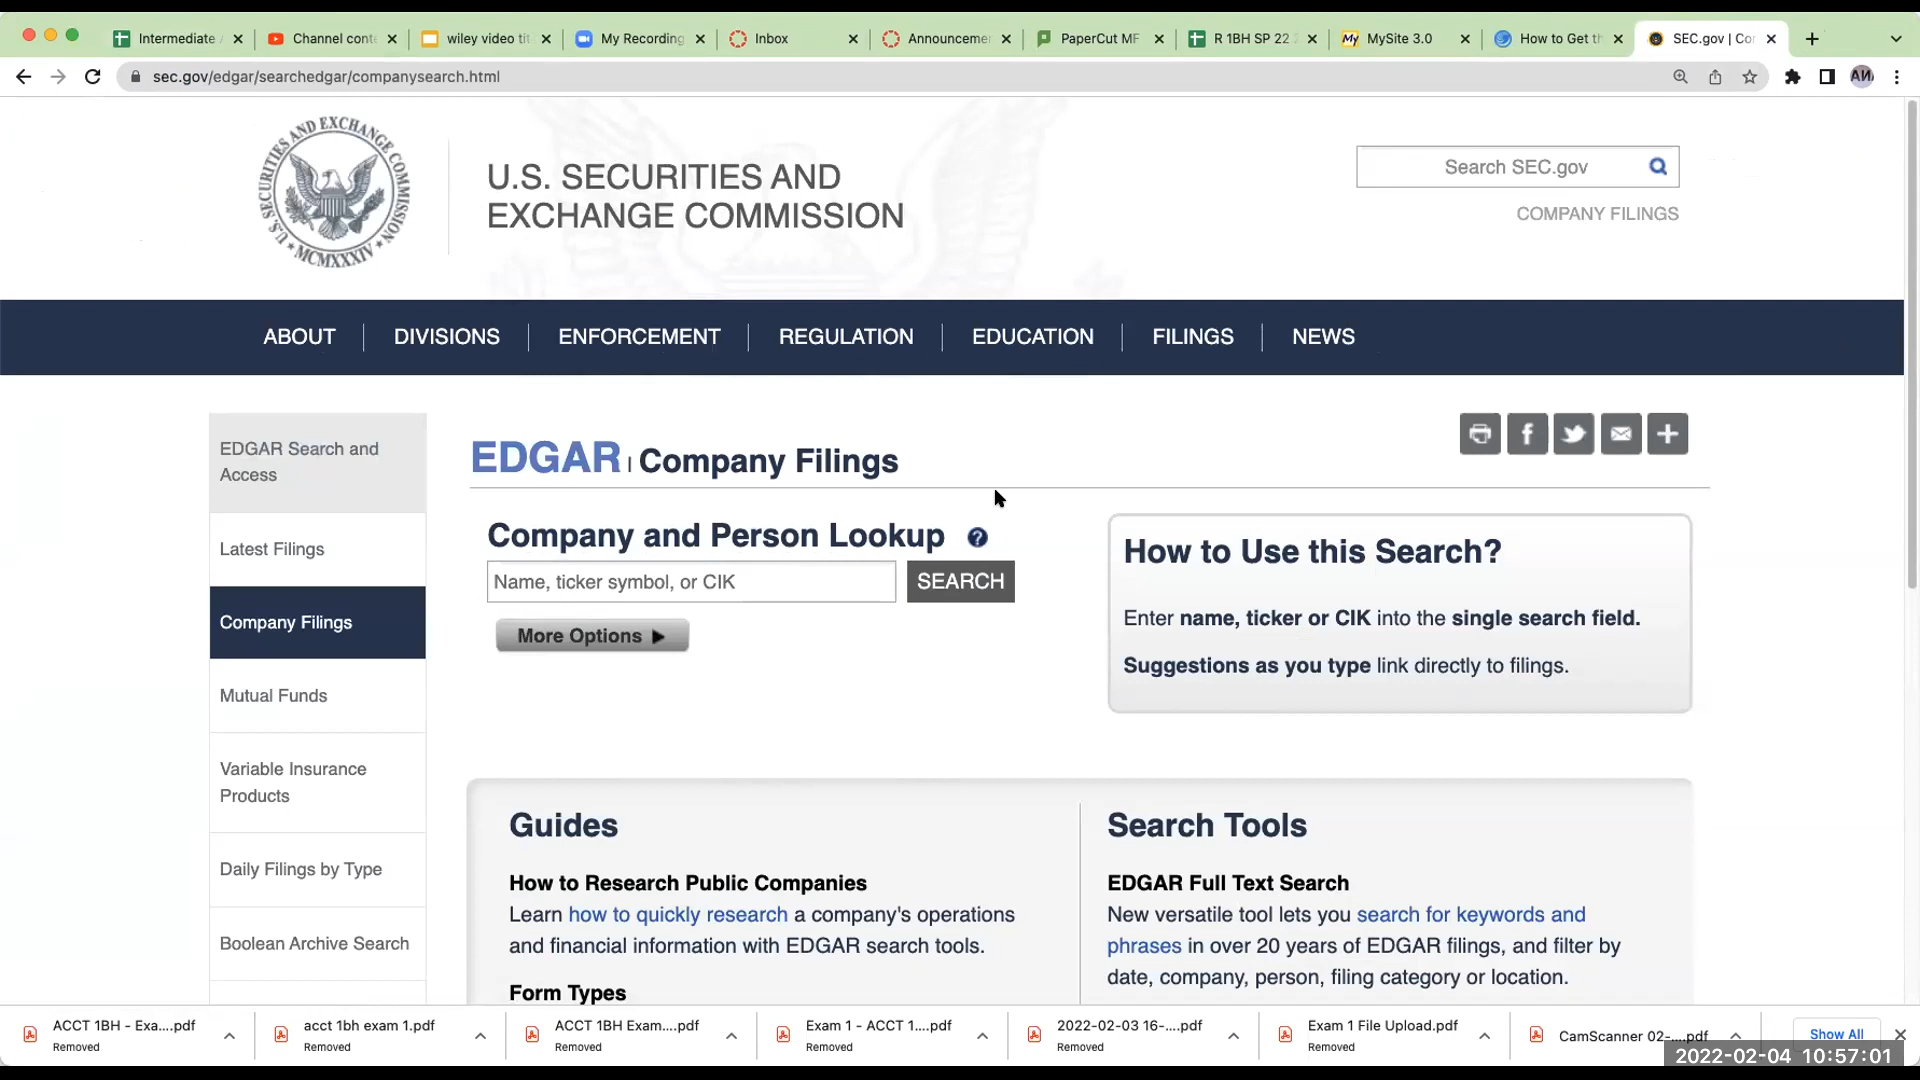 Intermediate
Channel cont
wiley video tit
My Recording
Inbox
Announceme
PaperCut MF
R 1BH SP 22
My
MySite 3.0
How to Get th
SEC.gov | Co
sec.gov/edgar/searchedgar/companysearch.html
U.S. SECURITIES AND EXCHANGE COMMISSION
MCMXXXIV
U.S. SECURITIES AND
EXCHANGE COMMISSION
Search SEC.gov
COMPANY FILINGS
ABOUT
DIVISIONS
ENFORCEMENT
REGULATION
EDUCATION
FILINGS
NEWS
EDGAR Search and
Access
Latest Filings
Company Filings
Mutual Funds
Variable Insurance
Products
Daily Filings by Type
Boolean Archive Search
EDGAR | Company Filings
Company and Person Lookup ?
Name, ticker symbol, or CIK
SEARCH
More Options
How to Use this Search?
Enter name, ticker or CIK into the single search field.
Suggestions as you type link directly to filings.
Guides
How to Research Public Companies
Learn how to quickly research a company's operations
and financial information with EDGAR search tools.
Form Types
Search Tools
EDGAR Full Text Search
New versatile tool lets you search for keywords and
phrases in over 20 years of EDGAR filings, and filter by
date, company, person, filing category or location.
ACCT 1BH - Exa....pdf
Removed
acct 1bh exam 1.pdf
Removed
ACCT 1BH Exam....pdf
Removed
Exam 1 - ACCT 1....pdf
Removed
2022-02-03 16-....pdf
Removed
Exam 1 File Upload.pdf
Removed
CamScanner 02-....pdf
Show All
2022-02-04 10:57:01